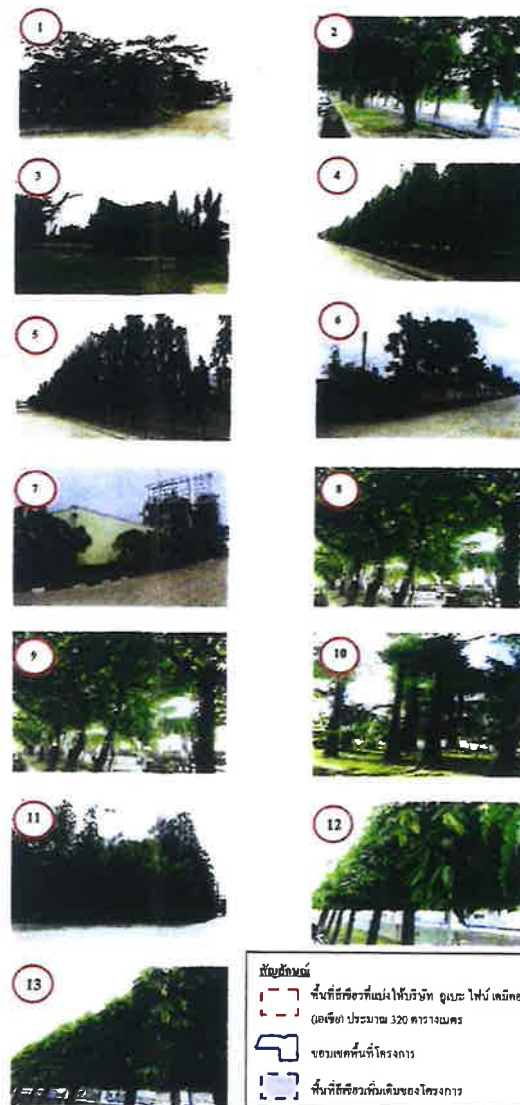 1
2
3
4
5
6
7
8
9
10
11
12
13
สัญลักษณ์
พื้นที่สีเขียวที่แบ่งให้บริษัท อูเบะ ไฟน์
(เอเชีย) ประมาณ 320 ตารางเมตร
ขอบเขตพื้นที่โครงการ
พื้นที่สีเขียวเพิ่มเติมของโครงการ